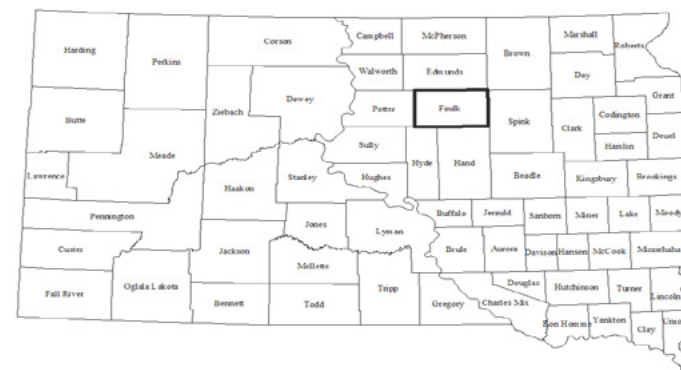 Harding
Perkins
Corson
Campbell
McPherson
Brown
Marshall
Roberts
Walworth
Edmunds
Day
Grant
Butte
Ziebach
Dewey
Potter
Faulk
Spink
Clark
Codington
Hamlin
Deuel
Meade
Sully
Hyde
Hand
Lawrence
Haakon
Stanley
Hughes
Beadle
Kingsbury
Brookings
Pennington
Jones
Lyman
Buffalo
Jerauld
Sanborn
Miner
Lake
Moody
Custer
Jackson
Brule
Aurora
Davison
Hanson
McCook
Minnehaha
Mellette
Fall River
Oglala Lakota
Bennett
Todd
Tripp
Gregory
Charles Mix
Douglas
Hutchinson
Turner
Lincoln
Bon Homme
Yankton
Clay